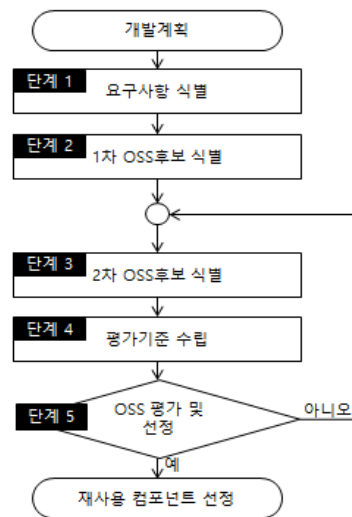 개발계획
단계 1
요구사항 식별
단계 2
1차 OSS후보 식별
단계 3
2차 OSS후보 식별
단계 4
평가기준 수립
단계 5
OSS 평가 및
선정
아니오
예
재사용 컴포넌트 선정